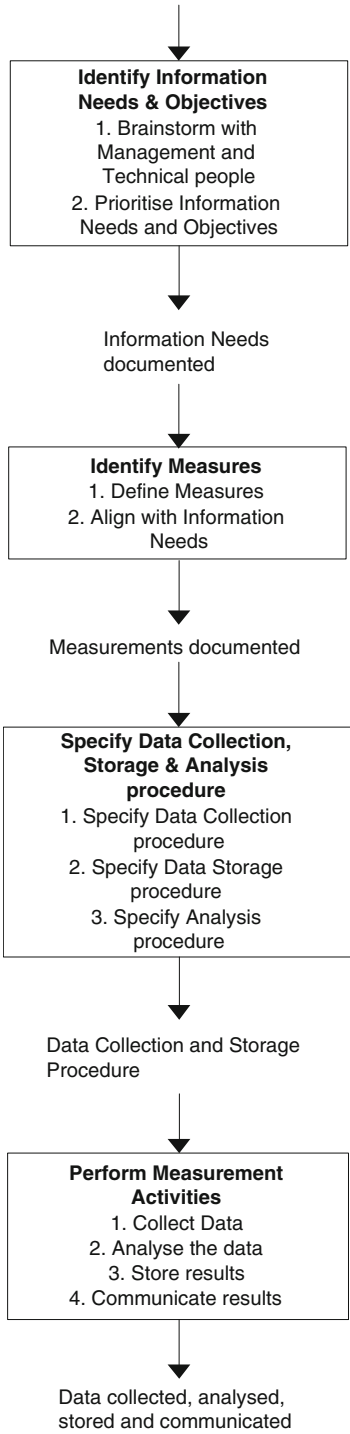 Identify Information
Needs & Objectives
1. Brainstorm with
Management and
Technical people
2. Prioritise Information
Needs and Objectives
Information Needs
documented
Identify Measures
1. Define Measures
2. Align with Information
Needs
Measurements documented
Specify Data Collection,
Storage & Analysis
procedure
1. Specify Data Collection
procedure
2. Specify Data Storage
procedure
3. Specify Analysis
procedure
Data Collection and Storage
Procedure
Perform Measurement
Activities
1. Collect Data
2. Analyse the data
3. Store results
4. Communicate results
Data collected, analysed,
stored and communicated